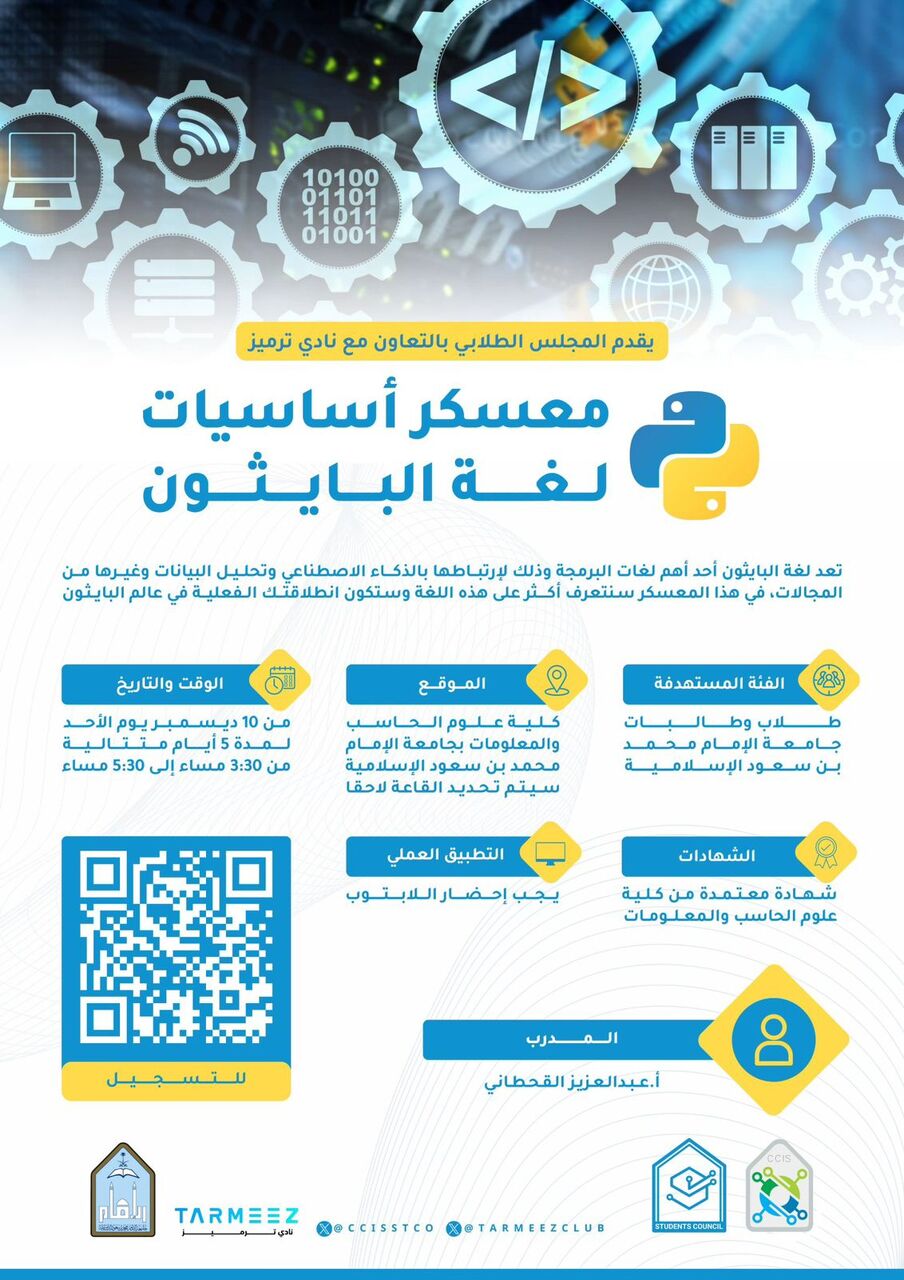 </>
10100
01101
11011
01001
يقدم المجلس الطلابي بالتعاون مع نادي ترميز
معسكر أساسيات
لغة البايثون
تعد لغة البايثون أحد أهم لغات البرمجة وذلك لإرتباطها بالذكاء الاصطناعي وتحليل البيانات وغيرها من
المجالات، في هذا المعسكر سنتعرف أكثر على هذه اللغة وستكون انطلاقتك الفعلية في عالم البايثون
الفئة المستهدفة
طلاب وطالبات
جامعة الإمام محمد
بن سعود الإسلامية
الموقع
كلية علوم الحاسب
والمعلومات بجامعة الإمام
محمد بن سعود الإسلامية
سيتم تحديد القاعة لاحقا
الوقت والتاريخ
من 10 ديسمبر يوم الأحد
لمدة 5 أيام متتالية
من 3:30 مساء إلى 5:30 مساء
الشهادات
شهادة معتمدة من كلية
علوم الحاسب والمعلومات
التطبيق العملي
يجب إحضار اللابتوب
للتسجيل
المدرب
أ.عبدالعزيز القحطاني
CCIS
STUDENTS COUNCIL
@TARMEEZCLUB
@CCISSTCO
TARMEEZ
نادي ترميز
الإمام